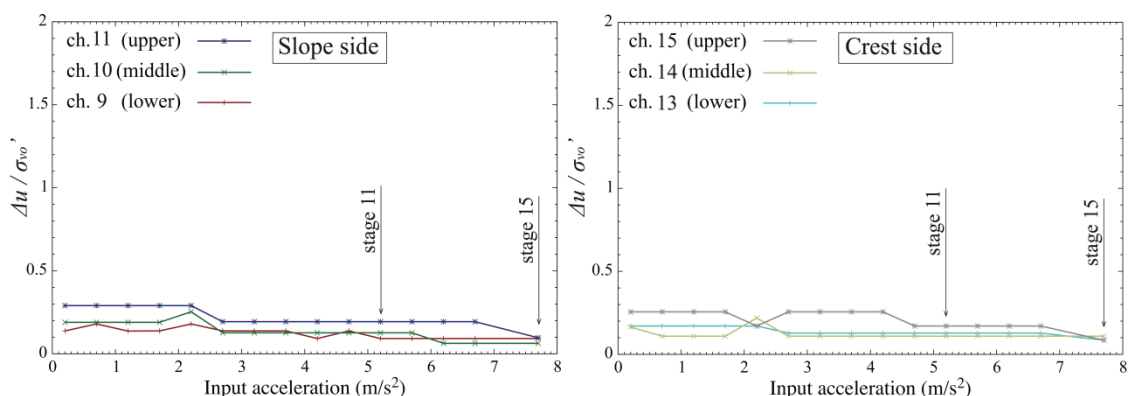 2
1.5
1
0.5
0
Δu / σvo'
ch. 11 (upper)
ch. 10 (middle)
ch. 9 (lower)
Slope side
stage 11
stage 15
0 1 2 3 4 5 6 7 8
Input acceleration (m/s²)
2
1.5
1
0.5
0
Δu / σvo'
ch. 15 (upper)
ch. 14 (middle)
ch. 13 (lower)
Crest side
stage 11
stage 15
0 1 2 3 4 5 6 7 8
Input acceleration (m/s²)